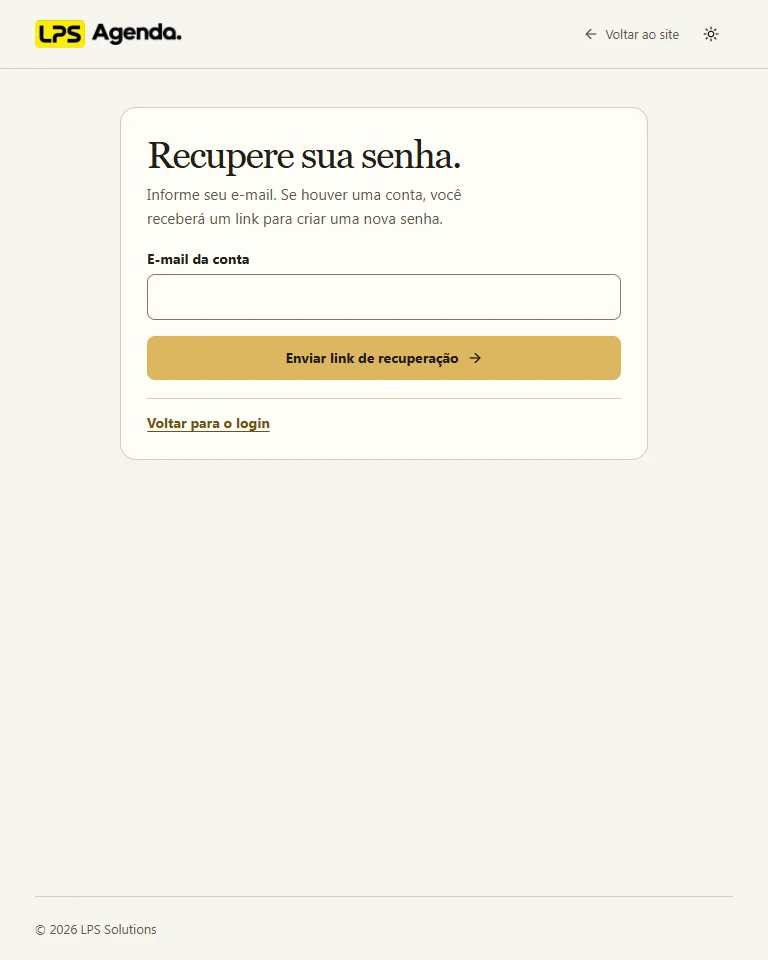 LPS Agenda.
Voltar ao site
Recupere sua senha.
Informe seu e-mail. Se houver uma conta, você
receberá um link para criar uma nova senha.
E-mail da conta
Enviar link de recuperação
Voltar para o login
© 2026 LPS Solutions